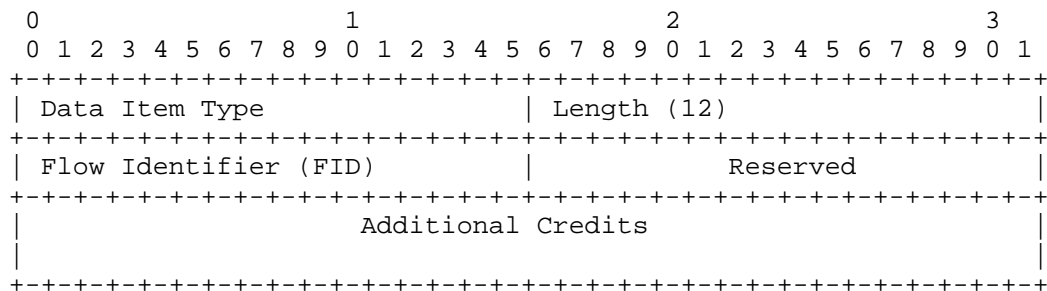 0                   1                   2                   3
 0 1 2 3 4 5 6 7 8 9 0 1 2 3 4 5 6 7 8 9 0 1 2 3 4 5 6 7 8 9 0 1
+-+-+-+-+-+-+-+-+-+-+-+-+-+-+-+-+-+-+-+-+-+-+-+-+-+-+-+-+-+-+-+-+
| Data Item Type                | Length (12)                   |
+-+-+-+-+-+-+-+-+-+-+-+-+-+-+-+-+-+-+-+-+-+-+-+-+-+-+-+-+-+-+-+-+
| Flow Identifier (FID)         |            Reserved           |
+-+-+-+-+-+-+-+-+-+-+-+-+-+-+-+-+-+-+-+-+-+-+-+-+-+-+-+-+-+-+-+-+
|                     Additional Credits                        |
|                                                               |
+-+-+-+-+-+-+-+-+-+-+-+-+-+-+-+-+-+-+-+-+-+-+-+-+-+-+-+-+-+-+-+-+